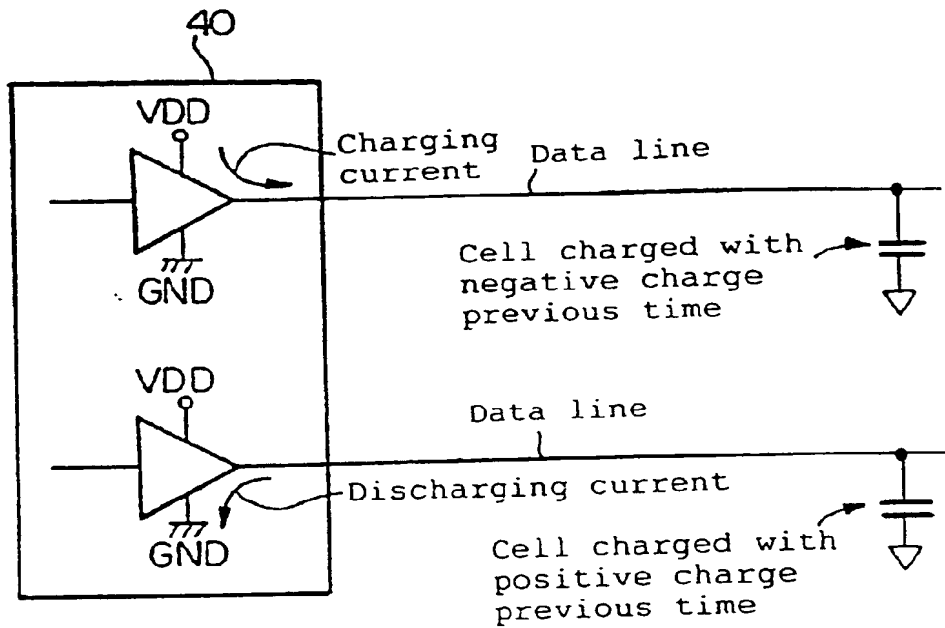 40
VDD
Charging
current
Data line
GND
Cell charged with
negative charge
previous time
VDD
Data line
Discharging current
GND
Cell charged with
positive charge
previous time